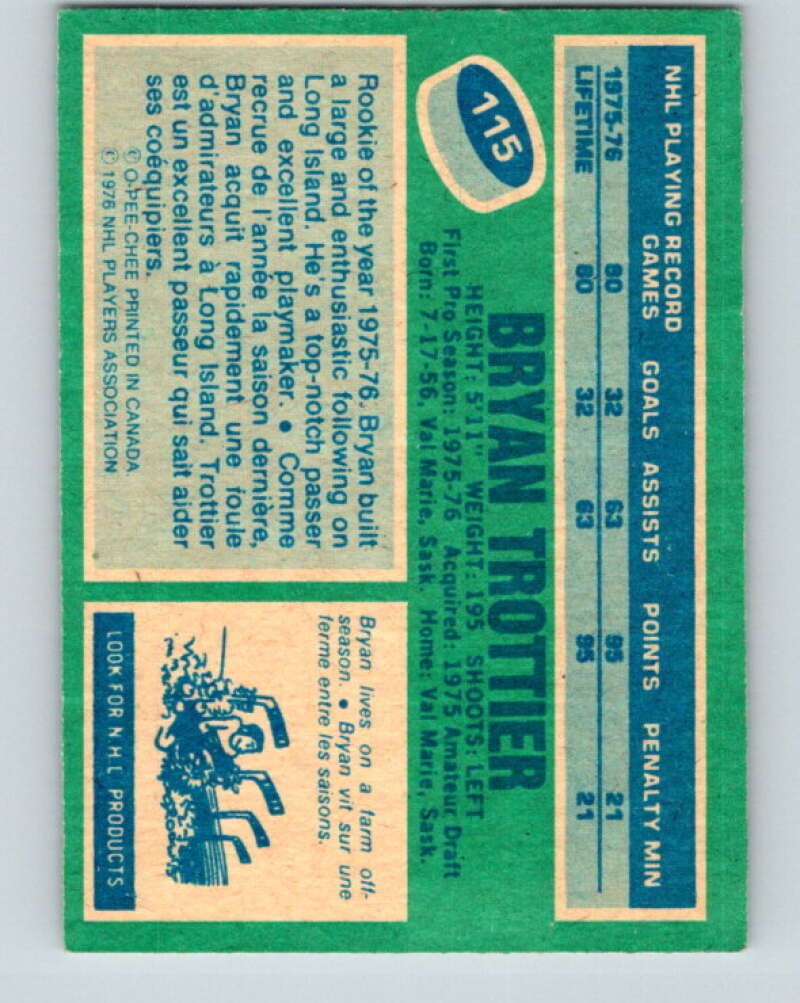 NHL PLAYING RECORD
GAMES GOALS ASSISTS POINTS PENALTY MIN
1975-76 80 32 63 95 21
LIFETIME 80 32 63 95 21
115
BRYAN TROTTIER
HEIGHT: 5'11" WEIGHT: 195 SHOOTS: LEFT
First Pro Season: 1975-76 Acquired: 1975 Amateur Draft
Born: 7-17-56, Val Marie, Sask. Home: Val Marie, Sask.
Rookie of the year 1975-76, Bryan built
a large and enthusiastic following on
Long Island. He's a top-notch passer
and excellent playmaker. • Comme
recrue de l'année la saison dernière,
Bryan acquit rapidement une foule
d'admirateurs à Long Island. Trottier
est un excellent passeur qui sait aider
ses coéquipiers.
© O-PEE-CHEE PRINTED IN CANADA.
© 1976 NHL PLAYERS ASSOCIATION
Bryan lives on a farm off-
season. • Bryan vit sur une
ferme entre les saisons.
LOOK FOR N.H.L PRODUCTS